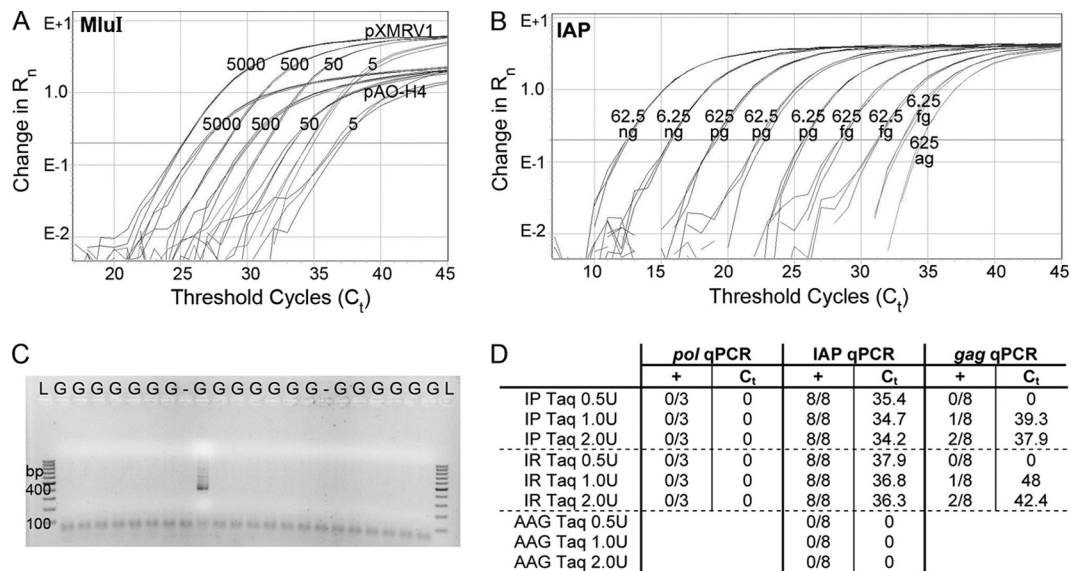 A
MluI
E+1
1.0
E-1
E-2
Change in Rn
pXMRV1
5000 500 50 5
pAO-H4
5000 500 50 5
20 25 30 35 40 45
Threshold Cycles (Ct)
B
IAP
E+1
1.0
E-1
E-2
Change in Rn
62.5 ng
6.25 ng
625 pg
62.5 pg
6.25 pg
625 fg
62.5 fg
6.25 fg
625 ag
10 15 20 25 30 35 40 45
Threshold Cycles (Ct)
C
L G G G G G G G - G G G G G G G - G G G G G G L
bp
400
100
D
pol qPCR IAP qPCR gag qPCR
+ Ct + Ct + Ct
IP Taq 0.5U 0/3 0 8/8 35.4 0/8 0
IP Taq 1.0U 0/3 0 8/8 34.7 1/8 39.3
IP Taq 2.0U 0/3 0 8/8 34.2 2/8 37.9
IR Taq 0.5U 0/3 0 8/8 37.9 0/8 0
IR Taq 1.0U 0/3 0 8/8 36.8 1/8 48
IR Taq 2.0U 0/3 0 8/8 36.3 2/8 42.4
AAG Taq 0.5U 0/8 0
AAG Taq 1.0U 0/8 0
AAG Taq 2.0U 0/8 0